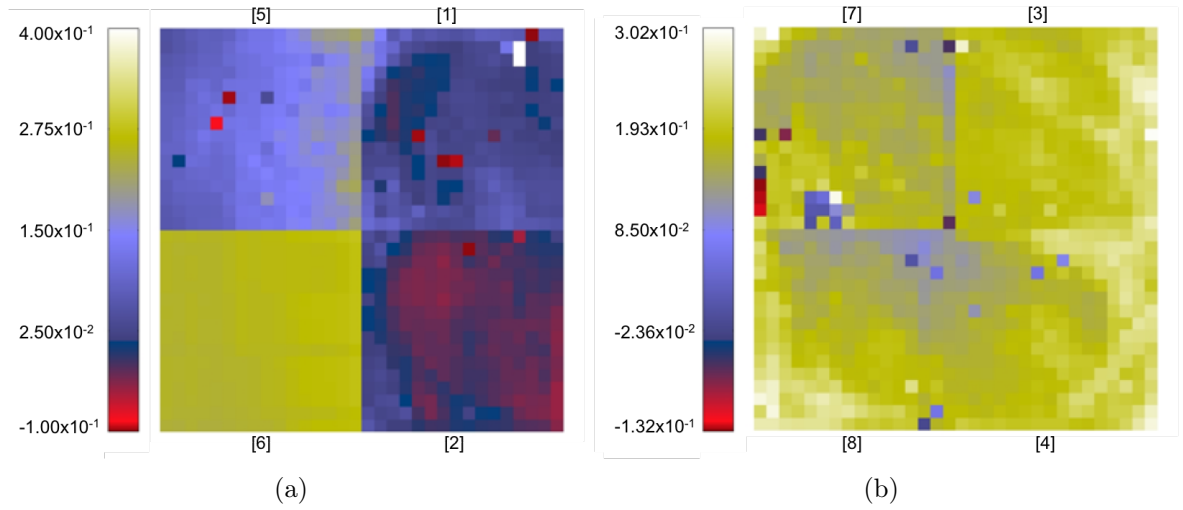 [5] [1]
4.00x10⁻¹
2.75x10⁻¹
1.50x10⁻¹
2.50x10⁻²
-1.00x10⁻¹
[6] [2]
(a)
[7] [3]
3.02x10⁻¹
1.93x10⁻¹
8.50x10⁻²
-2.36x10⁻²
-1.32x10⁻¹
[8] [4]
(b)